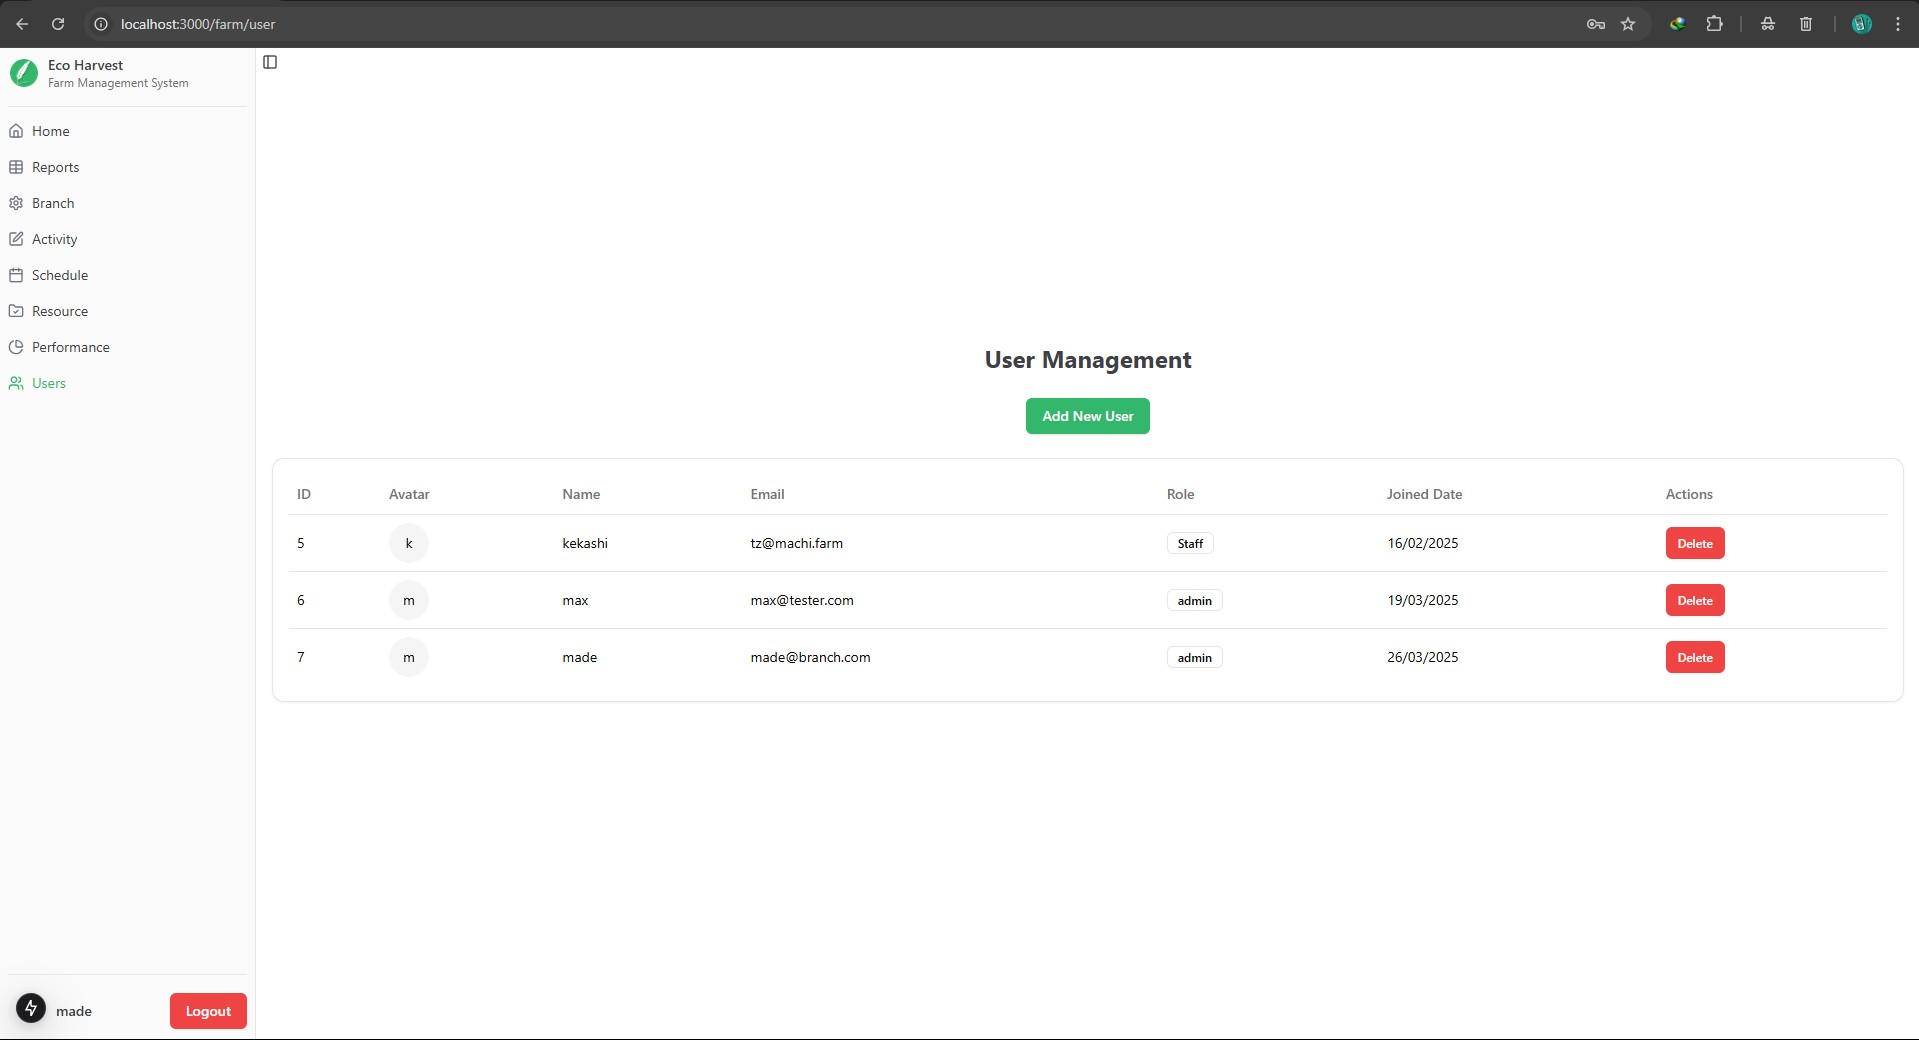 localhost:3000/farm/user
Eco Harvest
Farm Management System
Home
Reports
Branch
Activity
Schedule
Resource
Performance
Users
User Management
Add New User
ID Avatar Name Email Role Joined Date Actions
5 k kekashi tz@machi.farm Staff 16/02/2025 Delete
6 m max max@tester.com admin 19/03/2025 Delete
7 m made made@branch.com admin 26/03/2025 Delete
made Logout